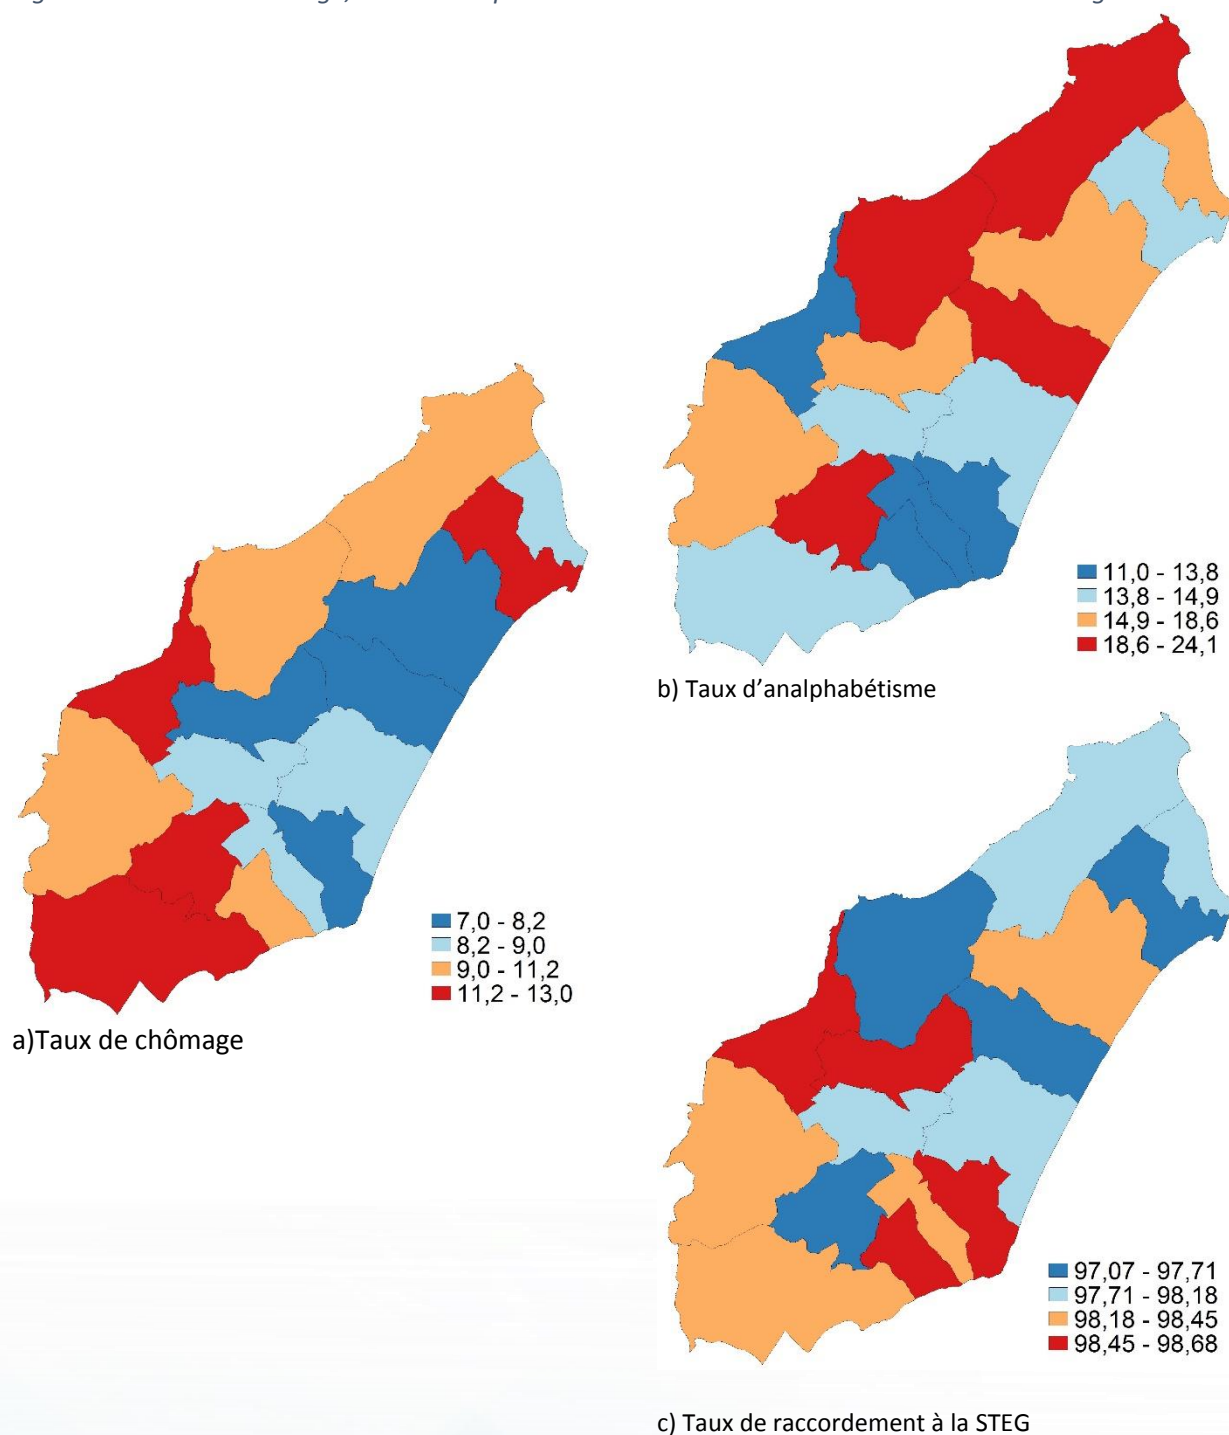 11,0 - 13,8
13,8 - 14,9
14,9 - 18,6
18,6 - 24,1
b) Taux d’analphabétisme
7,0 - 8,2
8,2 - 9,0
9,0 - 11,2
11,2 - 13,0
a)Taux de chômage
97,07 - 97,71
97,71 - 98,18
98,18 - 98,45
98,45 - 98,68
c) Taux de raccordement à la STEG